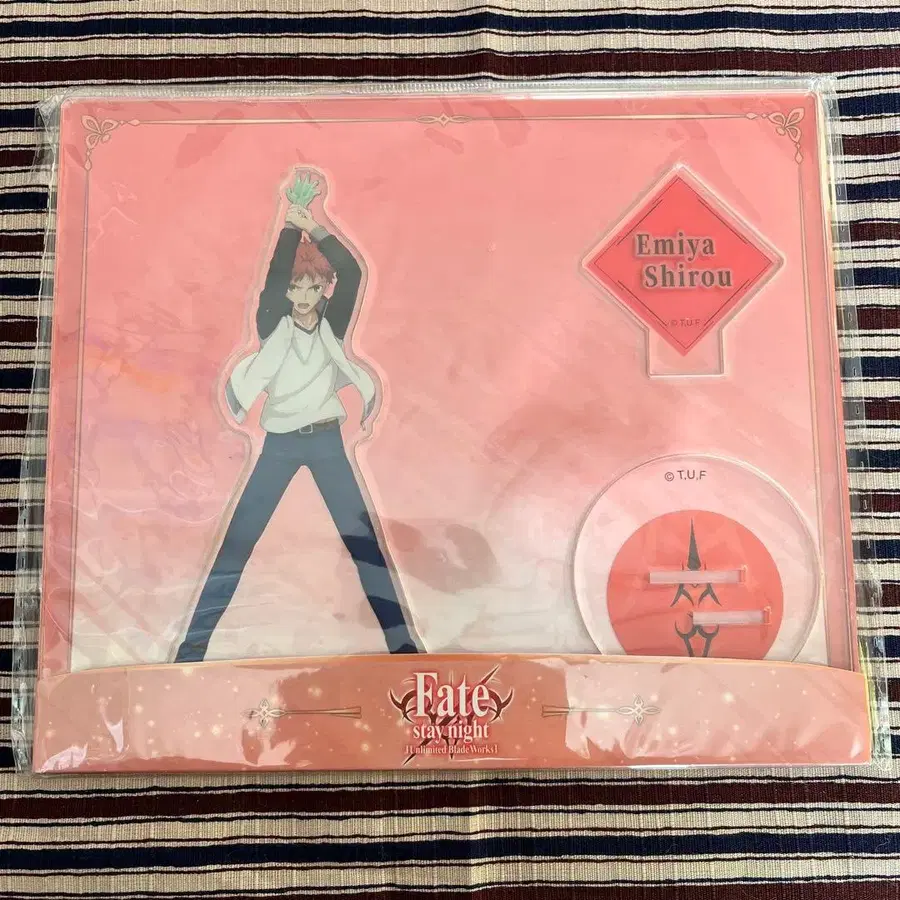 Emiya
Shirou
© T.U.F
© T.U.F
Fate
stay night
[Unlimited Blade Works]